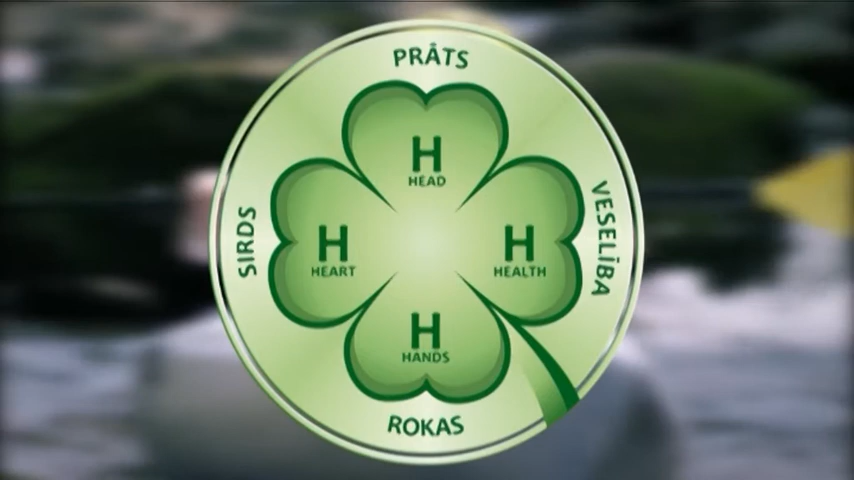 PRĀTS
H
HEAD
SIRDS
H
HEART
H
HEALTH
VESELĪBA
H
HANDS
ROKAS